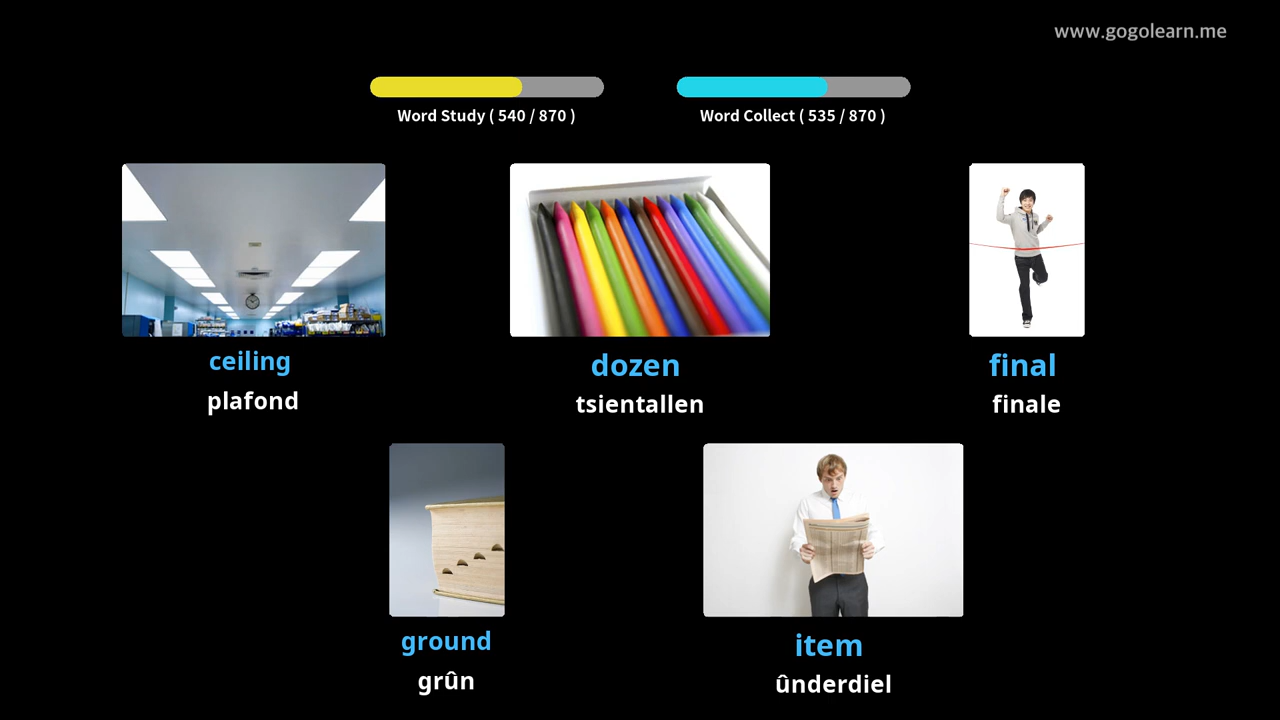 www.gogolearn.me
Word Study ( 540 / 870 )
Word Collect ( 535 / 870 )
ceiling
plafond
dozen
tsientallen
final
finale
ground
grûn
item
ûnderdiel